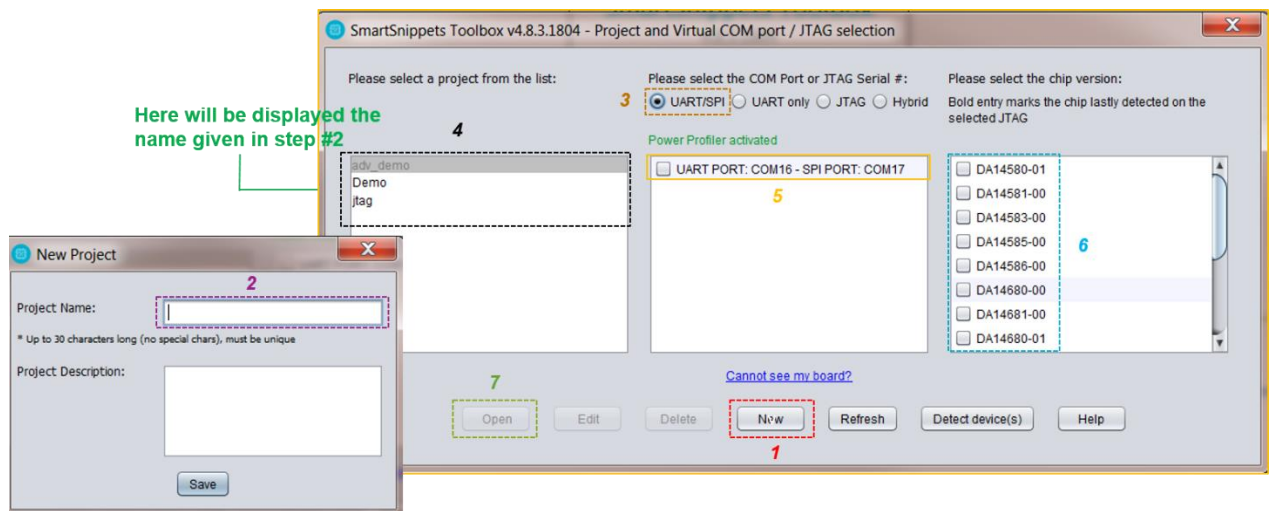 SmartSnippets Toolbox v4.8.3.1804 - Project and Virtual COM port / JTAG selection
X
Please select a project from the list:
Please select the COM Port or JTAG Serial #:
Please select the chip version:
3
UART/SPI
UART only
JTAG
Hybrid
Bold entry marks the chip lastly detected on the
selected JTAG
Here will be displayed the
name given in step #2
4
Power Profiler activated
adv_demo
Demo
jtag
UART PORT: COM16 - SPI PORT: COM17
5
DA14580-01
DA14581-00
DA14583-00
DA14585-00
DA14586-00
DA14680-00
DA14681-00
DA14680-01
6
New Project
X
2
Project Name:
* Up to 30 characters long (no special chars), must be unique
Project Description:
Save
Cannot see my board?
7
Open
Edit
Delete
New
Refresh
Detect device(s)
Help
1